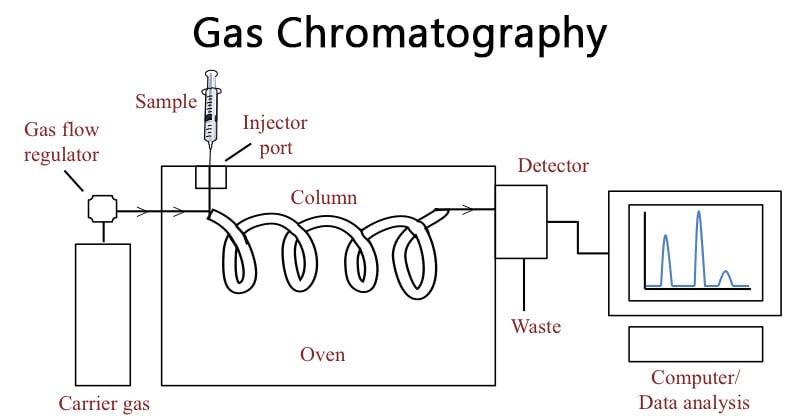 Gas Chromatography
Sample
Injector
port
Gas flow
regulator
Detector
Column
Oven
Waste
Carrier gas
Computer/
Data analysis